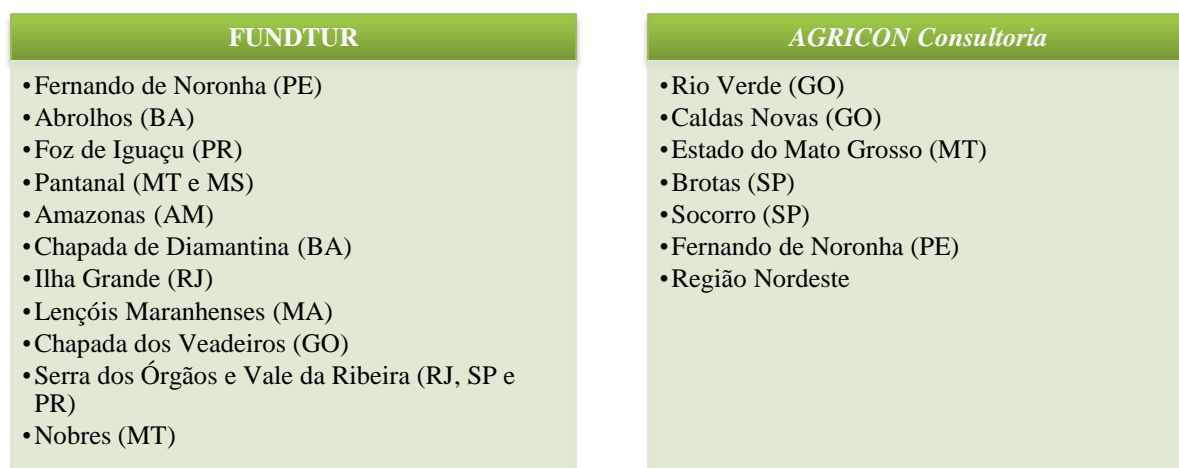 FUNDTUR
•Fernando de Noronha (PE)
•Abrolhos (BA)
•Foz de Iguaçu (PR)
•Pantanal (MT e MS)
•Amazonas (AM)
•Chapada de Diamantina (BA)
•Ilha Grande (RJ)
•Lençóis Maranhenses (MA)
•Chapada dos Veadeiros (GO)
•Serra dos Órgãos e Vale da Ribeira (RJ, SP e
PR)
•Nobres (MT)
AGRICON Consultoria
•Rio Verde (GO)
•Caldas Novas (GO)
•Estado do Mato Grosso (MT)
•Brotas (SP)
•Socorro (SP)
•Fernando de Noronha (PE)
•Região Nordeste